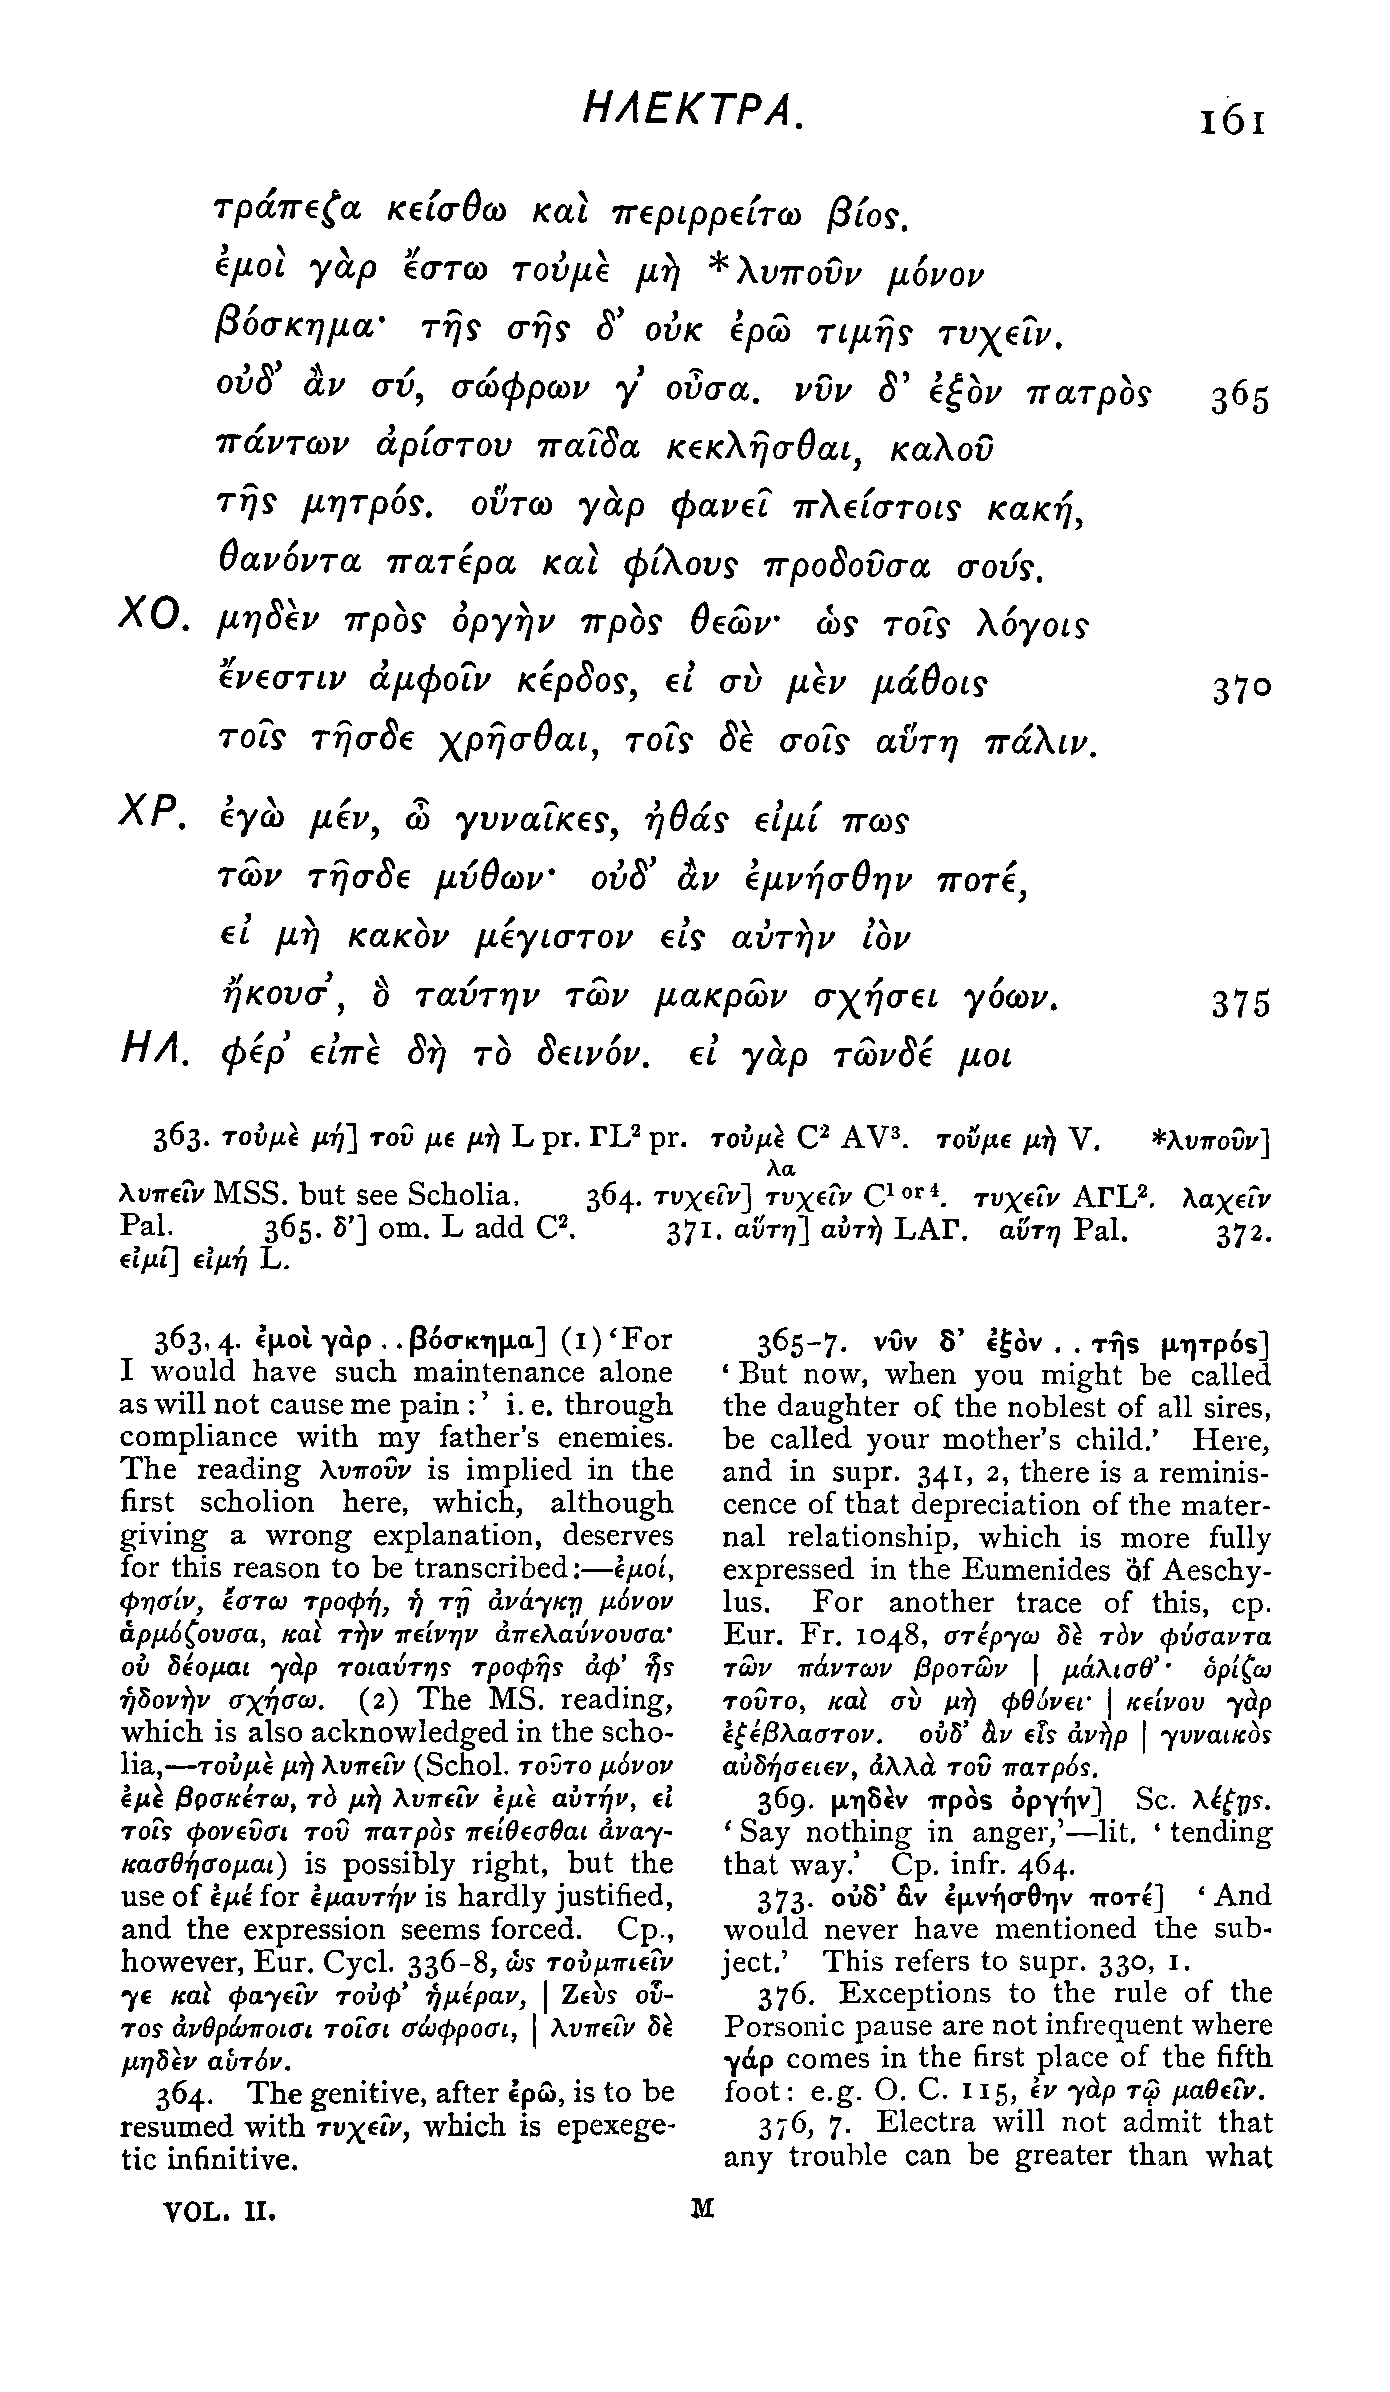 ΗΛΕΚΤΡΑ.
161
τράπεζα κείσθω καὶ περιρρείτω βίος.
ἐμοὶ γὰρ ἔστω τοὐμὲ μὴ *λυποῦν μόνον
βόσκημα· τῆς σῆς δ’ οὐκ ἐρῶ τιμῆς τυχεῖν.
οὐδ’ ἂν σύ, σώφρων γ’ οὖσα. νῦν δ’ ἐξὸν πατρὸς 365
πάντων ἀρίστου παῖδα κεκλῆσθαι, καλοῦ
τῆς μητρός. οὕτω γὰρ φανεῖ πλείστοις κακή,
θανόντα πατέρα καὶ φίλους προδοῦσα σούς.
ΧΟ. μηδὲν πρὸς ὀργὴν πρὸς θεῶν· ὡς τοῖς λόγοις
ἔνεστιν ἀμφοῖν κέρδος, εἰ σὺ μὲν μάθοις 370
τοῖς τῆσδε χρῆσθαι, τοῖς δὲ σοῖς αὕτη πάλιν.
ΧΡ. ἐγὼ μέν, ὦ γυναῖκες, ἠθάς εἰμί πως
τῶν τῆσδε μύθων· οὐδ’ ἂν ἐμνήσθην ποτέ,
εἰ μὴ κακὸν μέγιστον εἰς αὐτὴν ἰὸν
ἤκουσ’, ὃ ταύτην τῶν μακρῶν σχήσει γόων. 375
ΗΛ. φέρ’ εἰπὲ δὴ τὸ δεινόν. εἰ γὰρ τῶνδέ μοι
363. τοὐμὲ μή] τοῦ με μὴ L pr. ΓL² pr. τοὐμὲ C² AV³. τοὔμε μὴ V. *λυποῦν]
λα
λυπεῖν MSS. but see Scholia. 364. τυχεῖν] τυχεῖν C¹ ᵒʳ ⁴. τυχεῖν ΑΓL². λαχεῖν
Pal. 365. δ’] om. L add C². 371. αὕτη] αὐτὴ LΑΓ. αὕτη Pal. 372.
εἰμί] εἰμή L.
363, 4. ἐμοὶ γὰρ . . βόσκημα] (1) ‘For
I would have such maintenance alone
as will not cause me pain :’ i. e. through
compliance with my father’s enemies.
The reading λυποῦν is implied in the
first scholion here, which, although
giving a wrong explanation, deserves
for this reason to be transcribed:—ἐμοί,
φησίν, ἔστω τροφή, ἡ τῇ ἀνάγκῃ μόνον
ἁρμόζουσα, καὶ τὴν πείνην ἀπελαύνουσα·
οὐ δέομαι γὰρ τοιαύτης τροφῆς ἀφ’ ἧς
ἡδονὴν σχήσω. (2) The MS. reading,
which is also acknowledged in the scho-
lia,—τοὐμὲ μὴ λυπεῖν (Schol. τοῦτο μόνον
ἐμὲ βοσκέτω, τὸ μὴ λυπεῖν ἐμὲ αὐτήν, εἰ
τοῖς φονεῦσι τοῦ πατρὸς πείθεσθαι ἀναγ-
κασθήσομαι) is possibly right, but the
use of ἐμέ for ἐμαυτήν is hardly justified,
and the expression seems forced. Cp.,
however, Eur. Cycl. 336-8, ὡς τοὐμπιεῖν
γε καὶ φαγεῖν τοὐφ’ ἡμέραν, | Ζεὺς οὗ-
τος ἀνθρώποισι τοῖσι σώφροσι, | λυπεῖν δὲ
μηδὲν αὑτόν.
364. The genitive, after ἐρῶ, is to be
resumed with τυχεῖν, which is epexege-
tic infinitive.
365-7. νῦν δ’ ἐξὸν . . τῆς μητρός]
‘ But now, when you might be called
the daughter of the noblest of all sires,
be called your mother’s child.’ Here,
and in supr. 341, 2, there is a reminis-
cence of that depreciation of the mater-
nal relationship, which is more fully
expressed in the Eumenides of Aeschy-
lus. For another trace of this, cp.
Eur. Fr. 1048, στέργω δὲ τὸν φύσαντα
τῶν πάντων βροτῶν | μάλισθ’· ὁρίζω
τοῦτο, καὶ σὺ μὴ φθόνει· | κείνου γὰρ
ἐξέβλαστον. οὐδ’ ἂν εἷς ἀνὴρ | γυναικὸς
αὐδήσειεν, ἀλλὰ τοῦ πατρός.
369. μηδὲν πρὸς ὀργήν] Sc. λέξῃς.
‘ Say nothing in anger,’—lit. ‘ tending
that way.’ Cp. infr. 464.
373. οὐδ’ ἂν ἐμνήσθην ποτέ] ‘ And
would never have mentioned the sub-
ject.’ This refers to supr. 330, 1.
376. Exceptions to the rule of the
Porsonic pause are not infrequent where
γάρ comes in the first place of the fifth
foot: e.g. O. C. 115, ἐν γὰρ τῷ μαθεῖν.
376, 7. Electra will not admit that
any trouble can be greater than what
VOL. II.
M